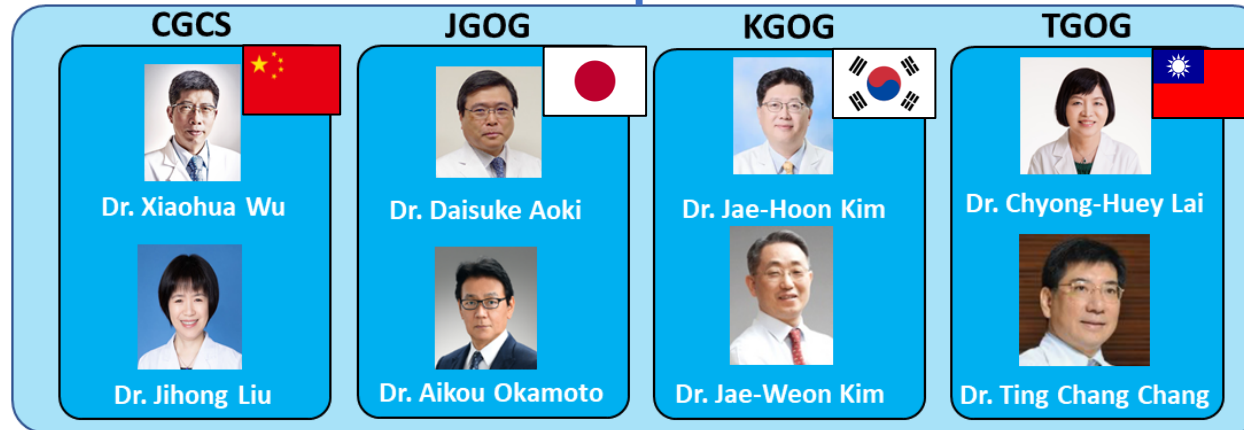 CGCS
JGOG
KGOG
TGOG
Dr. Xiaohua Wu
Dr. Daisuke Aoki
Dr. Jae-Hoon Kim
Dr. Chyong-Huey Lai
Dr. Jihong Liu
Dr. Aikou Okamoto
Dr. Jae-Weon Kim
Dr. Ting Chang Chang